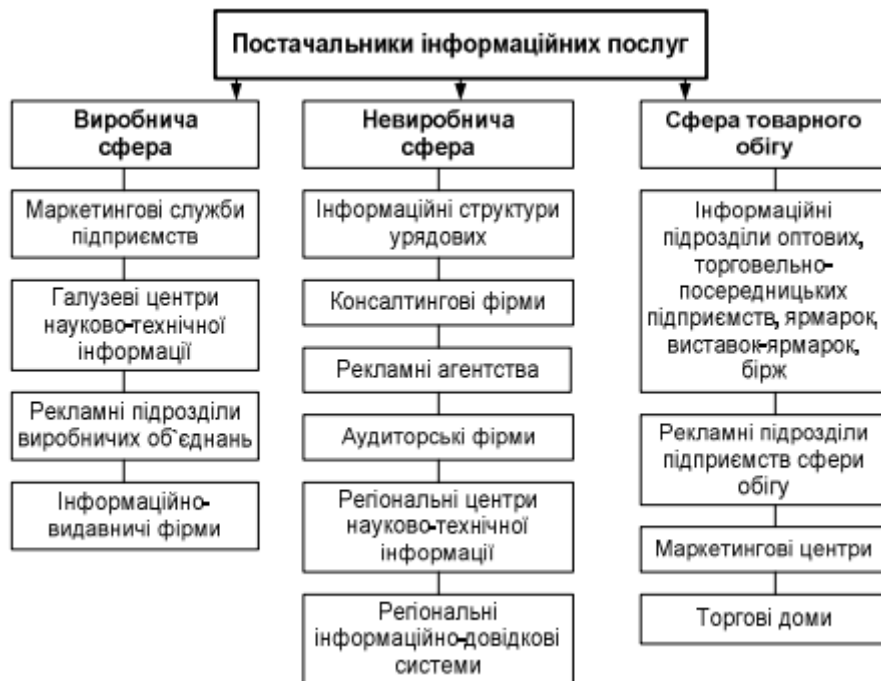 Постачальники інформаційних послуг
Виробнича
сфера
Маркетингові служби
підприємств
Галузеві центри
науково-технічної
інформації
Рекламні підрозділи
виробничих об`єднань
Інформаційно-
видавничі фірми
Невиробнича
сфера
Інформаційні структури
урядових
Консалтингові фірми
Рекламні агентства
Аудиторські фірми
Регіональні центри
науково-технічної
інформації
Регіональні
інформаційно-довідкові
системи
Сфера товарного
обігу
Інформаційні
підрозділи оптових,
торговельно-
посередницьких
підприємств, ярмарок,
виставок-ярмарок,
бірж
Рекламні підрозділи
підприємств сфери
обігу
Маркетингові центри
Торгові доми